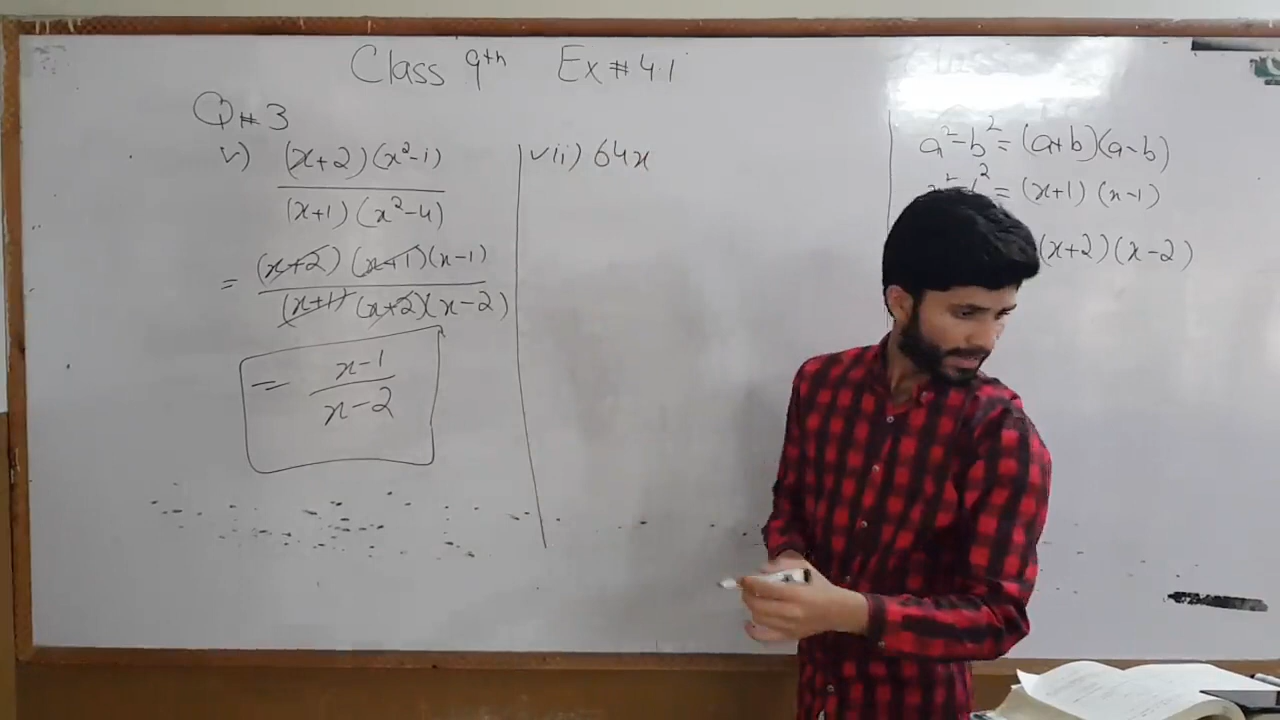 Class 9th Ex#4.1
Q#3
v) (x+2)(x²-1)
(x+1)(x²-4)
= (x+2)(x+1)(x-1)
(x+1)(x+2)(x-2)
= x-1
x-2
vii) 64x
a²-b²=(a+b)(a-b)
= (x+1)(x-1)
(x+2)(x-2)